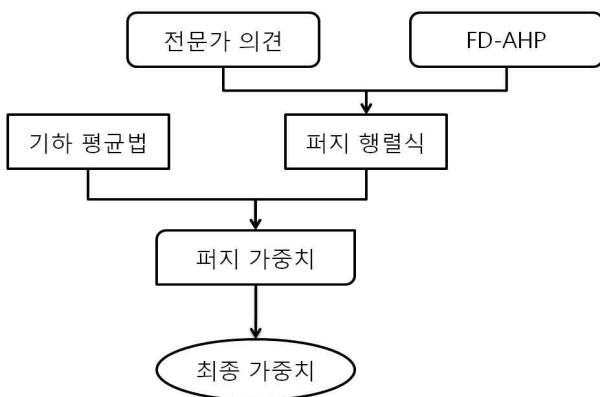 전문가 의견
FD-AHP
기하 평균법
퍼지 행렬식
퍼지 가중치
최종 가중치